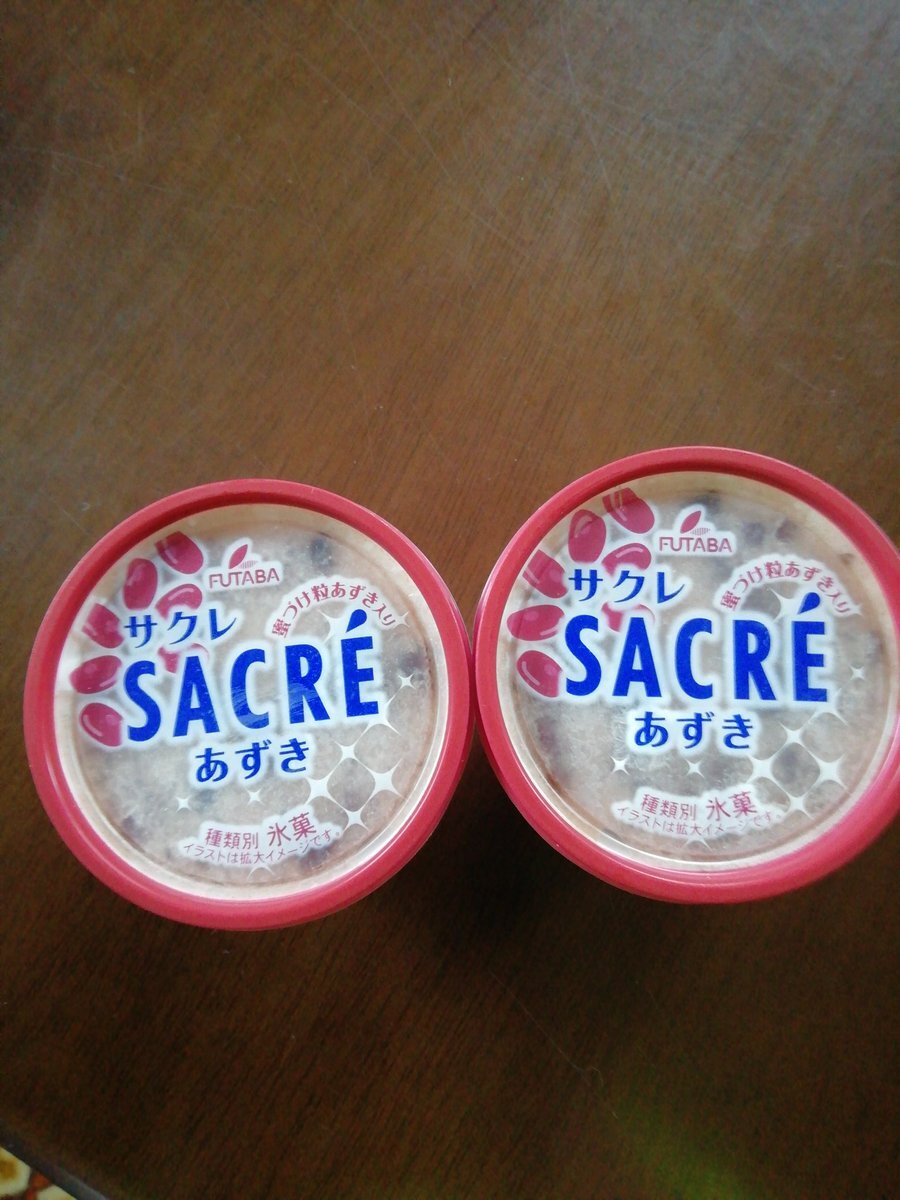 FUTABA
サクレ
蜜づけ粒あずき入り
SACRÉ
あずき
種類別 氷菓
イラストは拡大イメージです。
FUTABA
サクレ
蜜づけ粒あずき入り
SACRÉ
あずき
種類別 氷菓
イラストは拡大イメージです。